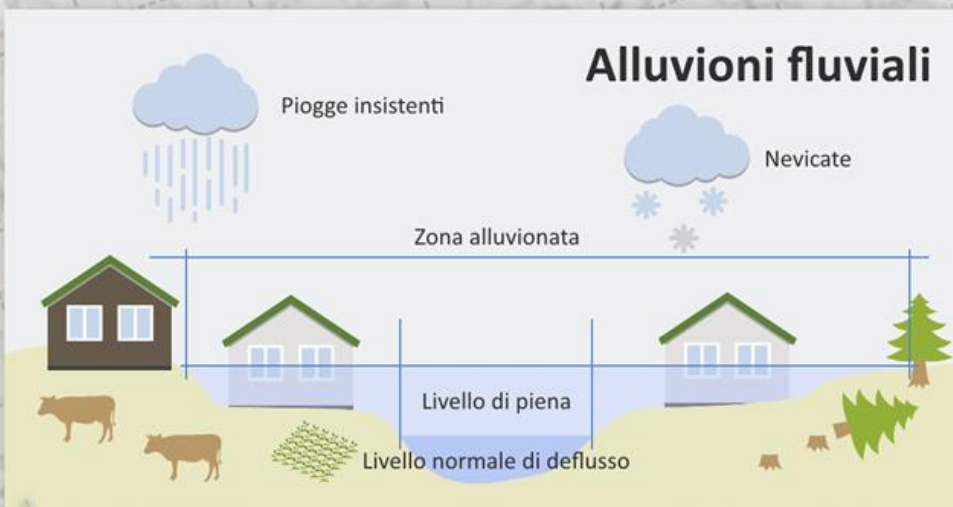 Alluvioni fluviali
Piogge insistenti
Nevicate
Zona alluvionata
Livello di piena
Livello normale di deflusso